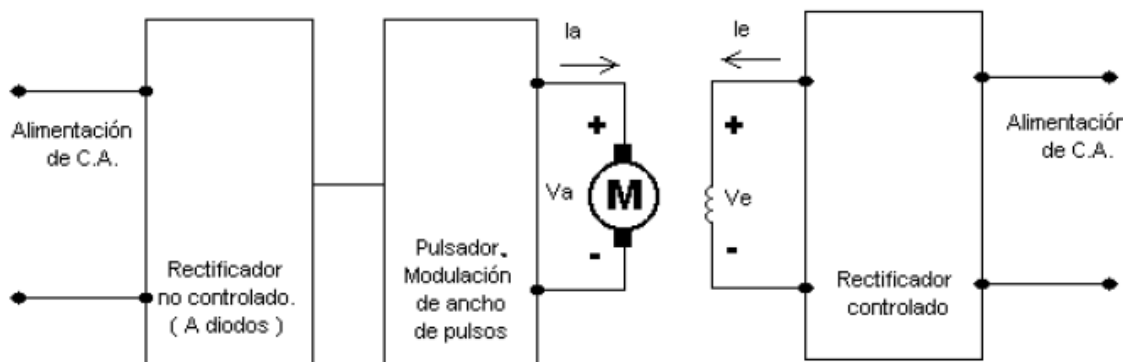 Ia
Ie
Alimentación
de C.A.
+
+
Alimentación
de C.A.
Va
M
Ve
-
-
Rectificador
no controlado.
( A diodos )
Pulsador.
Modulación
de ancho
de pulsos
Rectificador
controlado